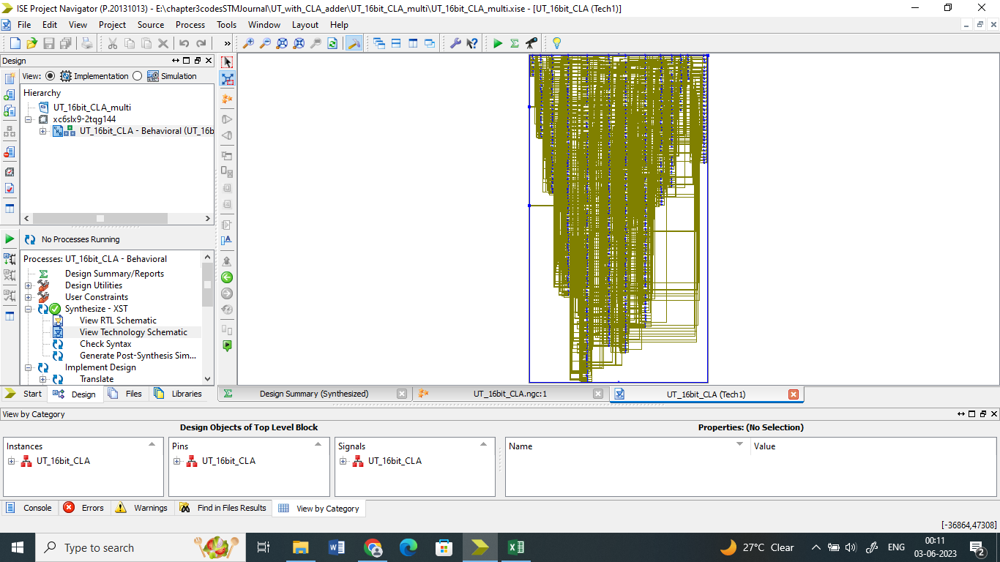 ISE Project Navigator (P.20131013) - E:\chapter3codesSTMJournal\UT_with_CLA_adder\UT_16bit_CLA_multi\UT_16bit_CLA_multi.xise - [UT_16bit_CLA (Tech1)]
File Edit View Project Source Process Tools Window Layout Help
»
Design
View: Implementation Simulation
Hierarchy
UT_16bit_CLA_multi
xc6slx9-2tqg144
UT_16bit_CLA - Behavioral (UT_16b
No Processes Running
Processes: UT_16bit_CLA - Behavioral
Design Summary/Reports
Design Utilities
User Constraints
Synthesize - XST
View RTL Schematic
View Technology Schematic
Check Syntax
Generate Post-Synthesis Sim...
Implement Design
Translate
Start Design Files Libraries
Design Summary (Synthesized) UT_16bit_CLA.ngc:1 UT_16bit_CLA (Tech1)
View by Category
Design Objects of Top Level Block Properties: (No Selection)
Instances Pins Signals Name Value
UT_16bit_CLA UT_16bit_CLA UT_16bit_CLA
Console Errors Warnings Find in Files Results View by Category
[-36864,47308]
Type to search
27°C Clear
ENG
00:11
03-06-2023
2